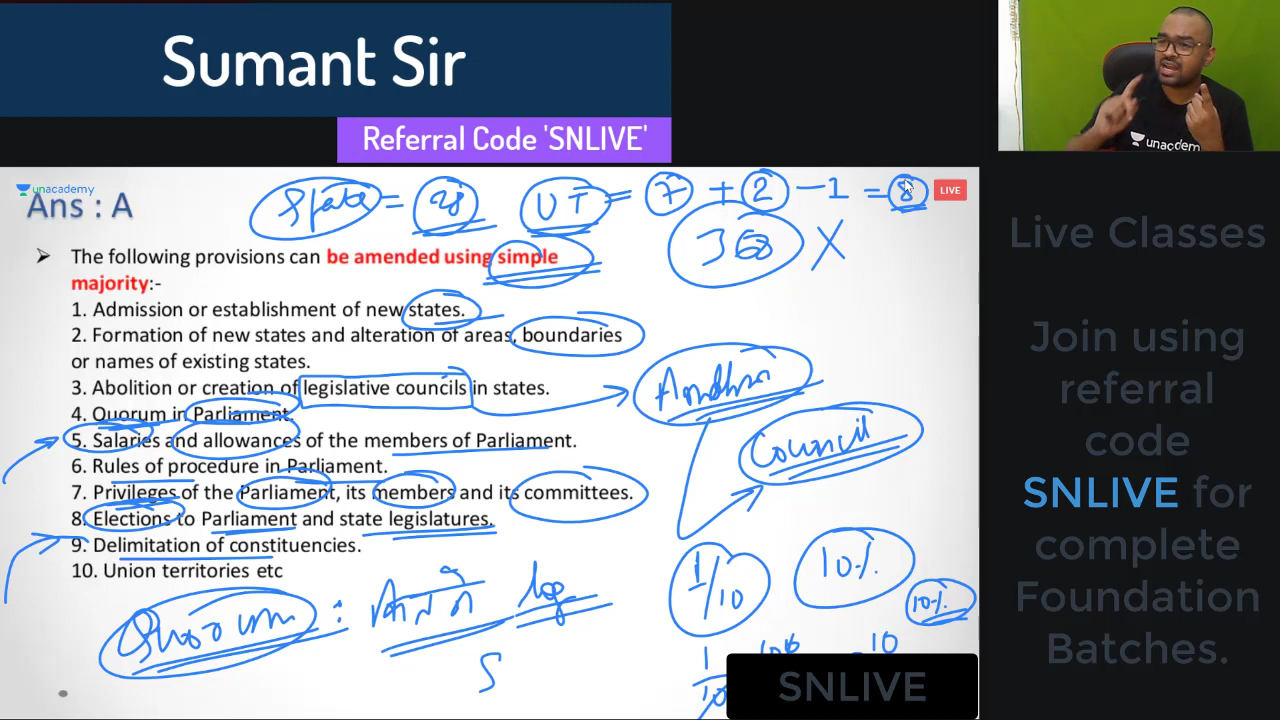 Sumant Sir
Referral Code 'SNLIVE'
unacademy
unacademy
Ans : A
State = 28 UT = 7 + 2 - 1 = 8
LIVE
368 X
The following provisions can be amended using simple
majority:-
1. Admission or establishment of new states.
2. Formation of new states and alteration of areas, boundaries
or names of existing states.
3. Abolition or creation of legislative councils in states.
4. Quorum in Parliament.
5. Salaries and allowances of the members of Parliament.
6. Rules of procedure in Parliament.
7. Privileges of the Parliament, its members and its committees.
8. Elections to Parliament and state legislatures.
9. Delimitation of constituencies.
10. Union territories etc
Andhra
Council
1/10 10%
10%
Quorum :
S
1/10 100 10
SNLIVE
Live Classes
Join using
referral
code
SNLIVE for
complete
Foundation
Batches.